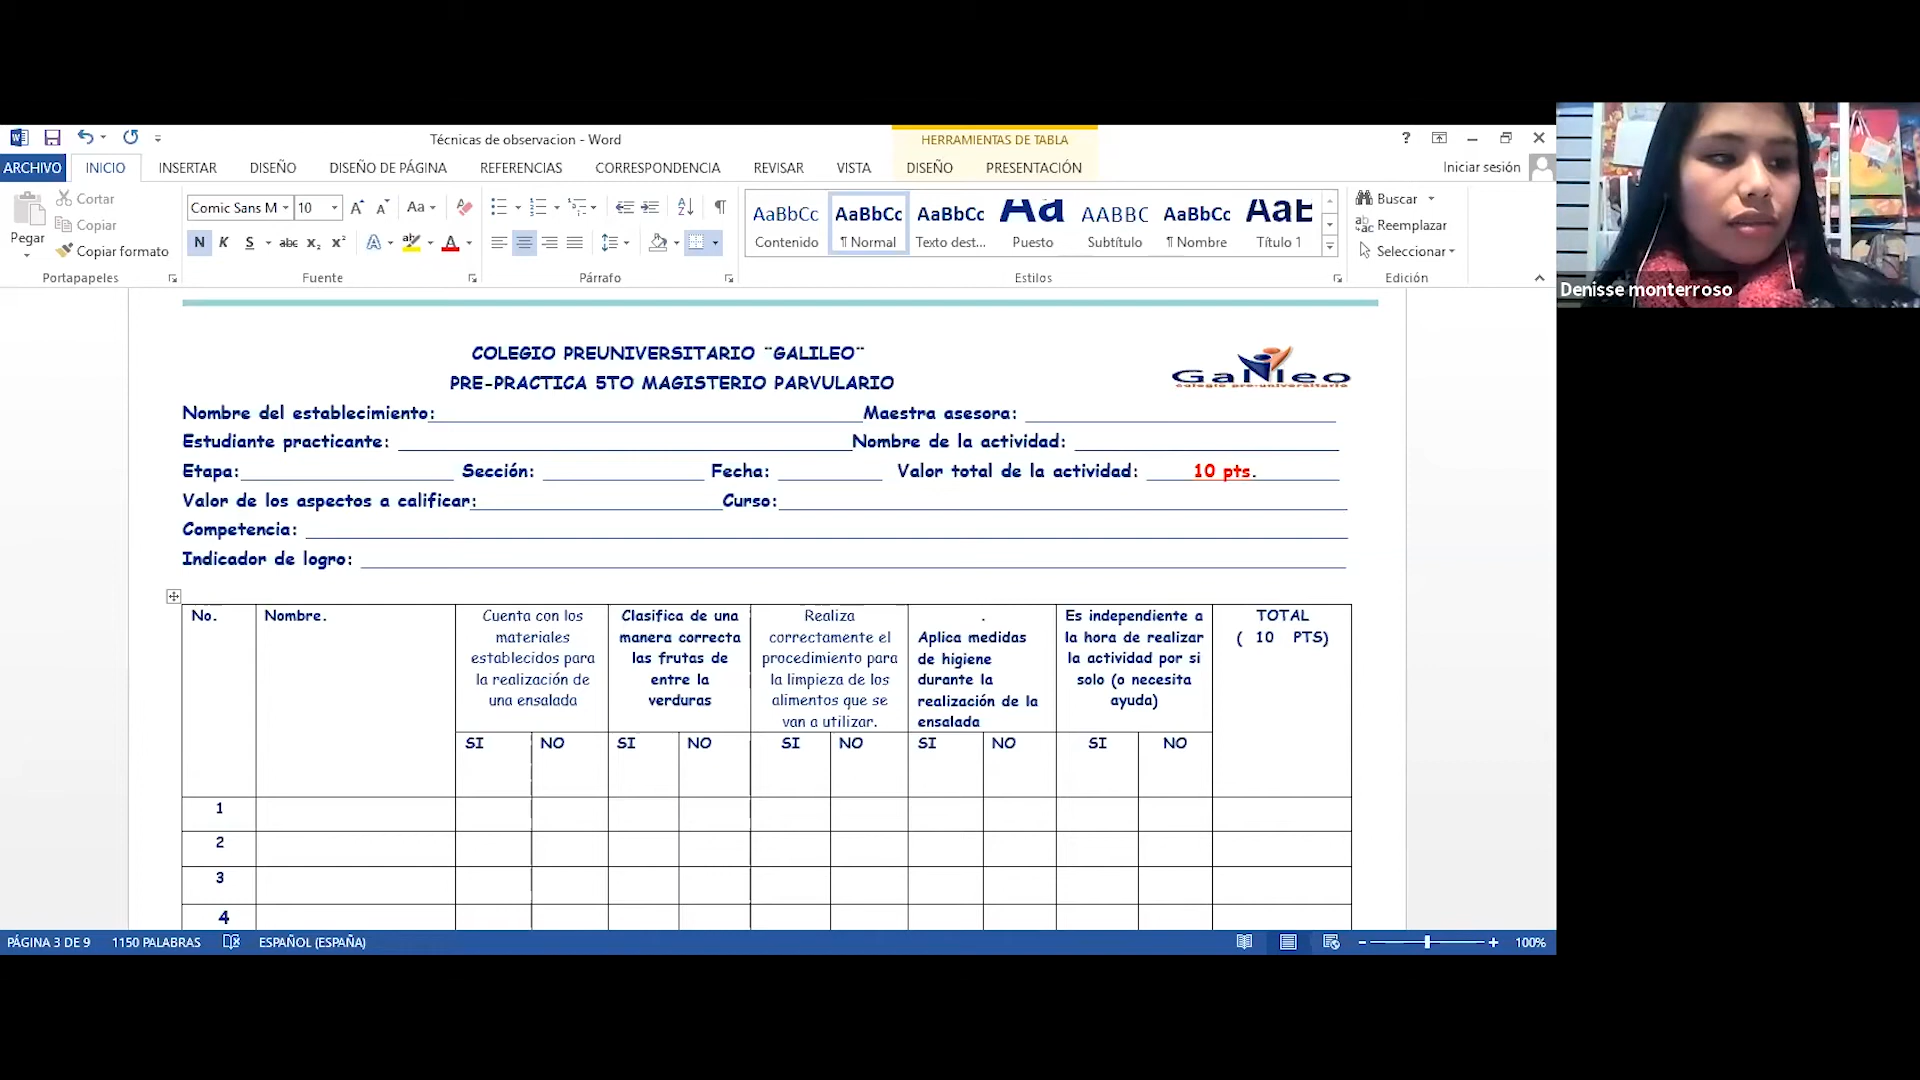 Técnicas de observacion - Word
HERRAMIENTAS DE TABLA
?
ARCHIVO INICIO INSERTAR DISEÑO DISEÑO DE PÁGINA REFERENCIAS CORRESPONDENCIA REVISAR VISTA DISEÑO PRESENTACIÓN Iniciar sesión
Pegar
Cortar
Copiar
Copiar formato
Portapapeles
Comic Sans M 10
N K S abc x₂ x²
Fuente
Párrafo
AaBbCc AaBbCc AaBbCc Aa AABBC AaBbCc AaE
Contenido ¶ Normal Texto dest... Puesto Subtítulo ¶ Nombre Título 1
Estilos
Buscar
Reemplazar
Seleccionar
Edición
Denisse monterroso
COLEGIO PREUNIVERSITARIO ¨GALILEO¨
PRE-PRACTICA 5TO MAGISTERIO PARVULARIO
Galileo
colegio pre-universitario
Nombre del establecimiento: Maestra asesora:
Estudiante practicante: Nombre de la actividad:
Etapa: Sección: Fecha: Valor total de la actividad: 10 pts.
Valor de los aspectos a calificar: Curso:
Competencia:
Indicador de logro:
No.
Nombre.
Cuenta con los
materiales
establecidos para
la realización de
una ensalada
Clasifica de una
manera correcta
las frutas de
entre la
verduras
Realiza
correctamente el
procedimiento para
la limpieza de los
alimentos que se
van a utilizar.
.
Aplica medidas
de higiene
durante la
realización de la
ensalada
Es independiente a
la hora de realizar
la actividad por si
solo (o necesita
ayuda)
TOTAL
( 10 PTS)
SI NO SI NO SI NO SI NO SI NO
1
2
3
4
PÁGINA 3 DE 9 1150 PALABRAS ESPAÑOL (ESPAÑA) 100%